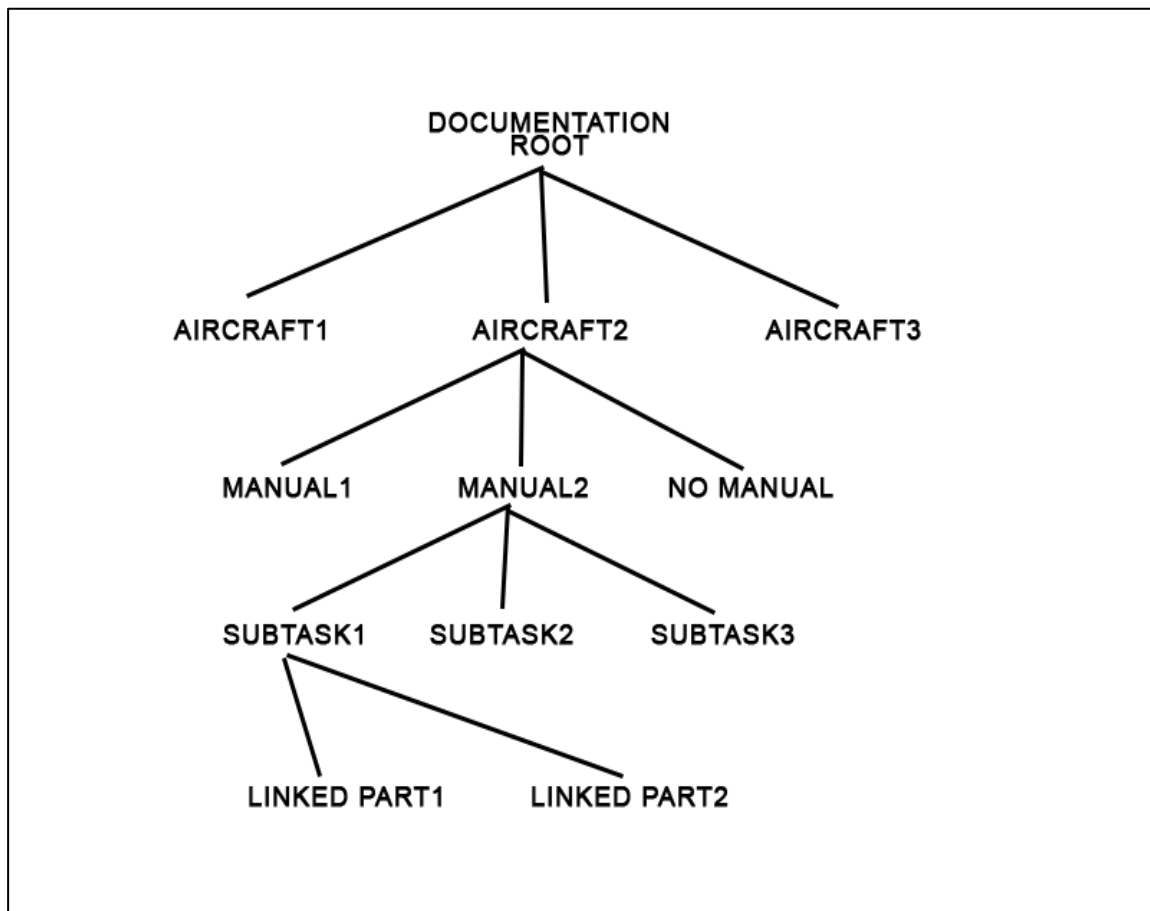 DOCUMENTATION
ROOT
AIRCRAFT1 AIRCRAFT2 AIRCRAFT3
MANUAL1 MANUAL2 NO MANUAL
SUBTASK1 SUBTASK2 SUBTASK3
LINKED PART1 LINKED PART2